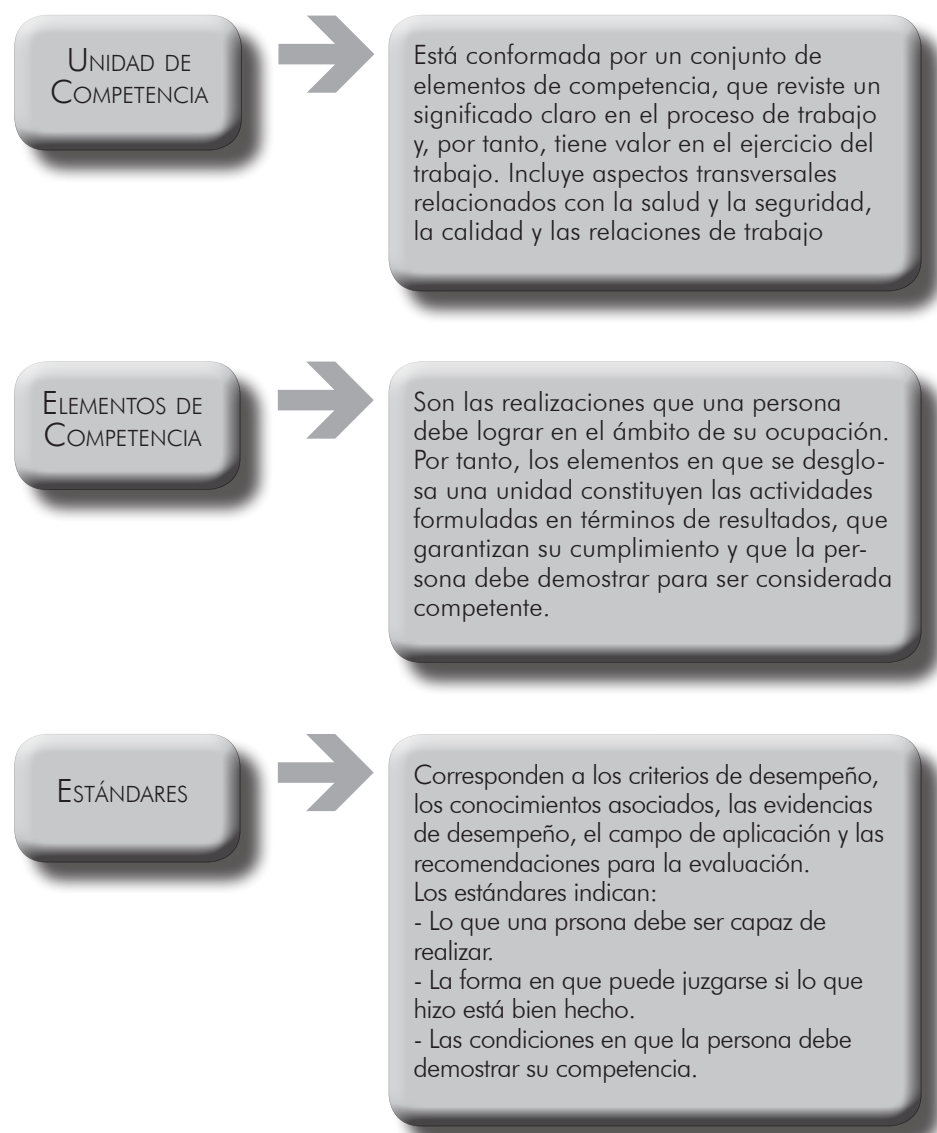 UNIDAD DE
COMPETENCIA
Está conformada por un conjunto de
elementos de competencia, que reviste un
significado claro en el proceso de trabajo
y, por tanto, tiene valor en el ejercicio del
trabajo. Incluye aspectos transversales
relacionados con la salud y la seguridad,
la calidad y las relaciones de trabajo
ELEMENTOS DE
COMPETENCIA
Son las realizaciones que una persona
debe lograr en el ámbito de su ocupación.
Por tanto, los elementos en que se desglo-
sa una unidad constituyen las actividades
formuladas en términos de resultados, que
garantizan su cumplimiento y que la per-
sona debe demostrar para ser considerada
competente.
ESTÁNDARES
Corresponden a los criterios de desempeño,
los conocimientos asociados, las evidencias
de desempeño, el campo de aplicación y las
recomendaciones para la evaluación.
Los estándares indican:
- Lo que una prsona debe ser capaz de
realizar.
- La forma en que puede juzgarse si lo que
hizo está bien hecho.
- Las condiciones en que la persona debe
demostrar su competencia.